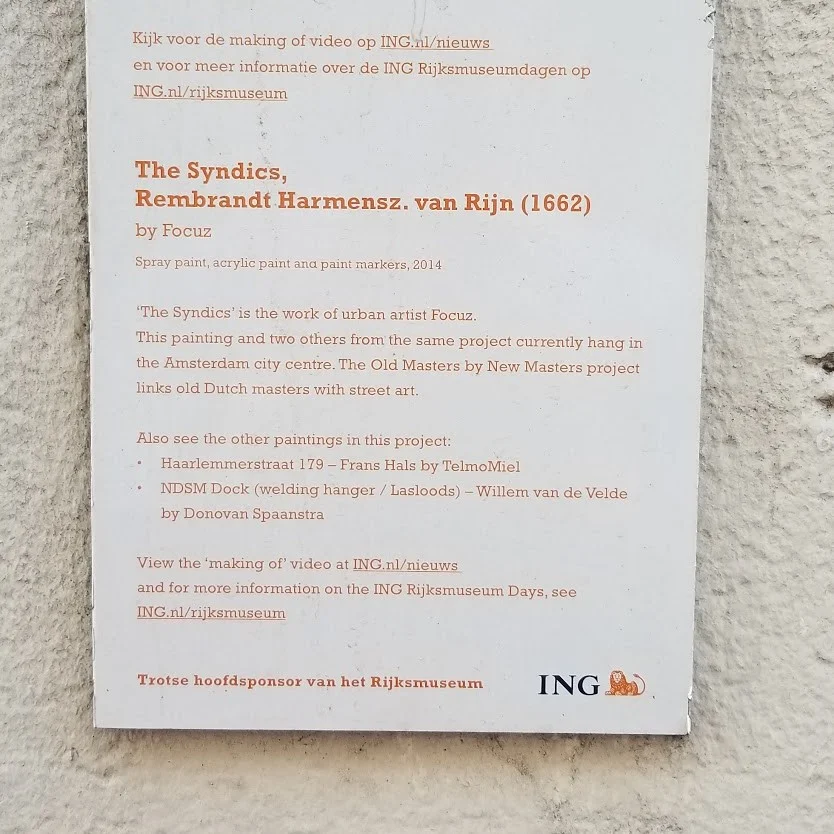 Kijk voor de making of video op ING.nl/nieuws
en voor meer informatie over de ING Rijksmuseumdagen op
ING.nl/rijksmuseum
The Syndics,
Rembrandt Harmensz. van Rijn (1662)
by Focuz
Spray paint, acrylic paint and paint markers, 2014
‘The Syndics’ is the work of urban artist Focuz.
This painting and two others from the same project currently hang in
the Amsterdam city centre. The Old Masters by New Masters project
links old Dutch masters with street art.
Also see the other paintings in this project:
• Haarlemmerstraat 179 – Frans Hals by TelmoMiel
• NDSM Dock (welding hanger / Lasloods) – Willem van de Velde
by Donovan Spaanstra
View the ‘making of’ video at ING.nl/nieuws
and for more information on the ING Rijksmuseum Days, see
ING.nl/rijksmuseum
Trotse hoofdsponsor van het Rijksmuseum
ING